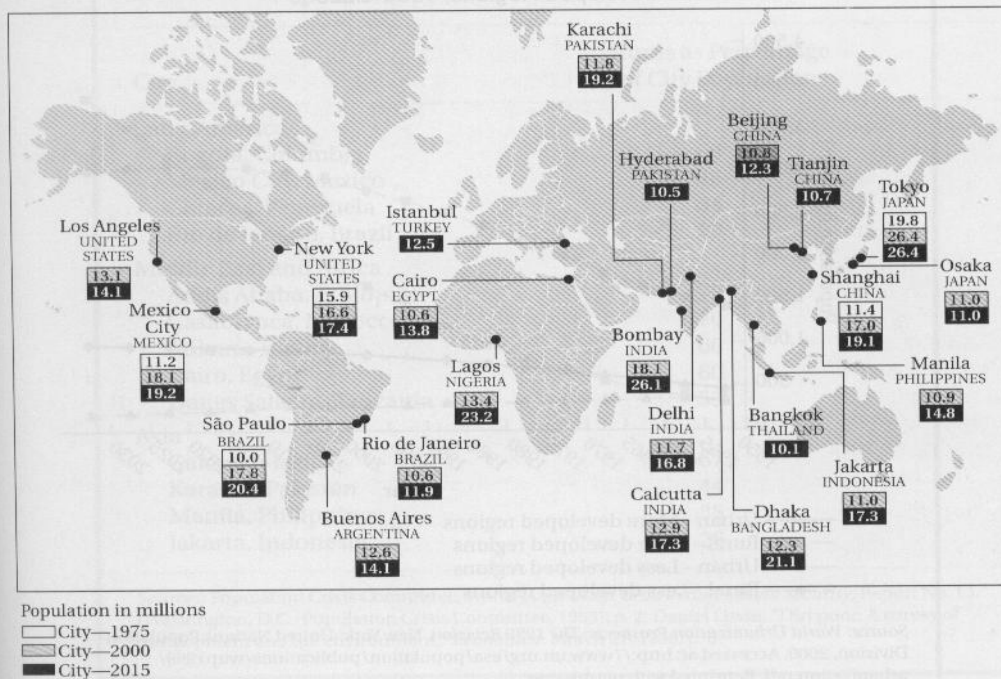 Karachi
PAKISTAN
11.8
19.2
Beijing
CHINA
10.8
12.3
Tianjin
CHINA
10.7
Hyderabad
PAKISTAN
10.5
Tokyo
JAPAN
19.8
26.4
26.4
Los Angeles
UNITED
STATES
13.1
14.1
New York
UNITED
STATES
15.9
16.6
17.4
Istanbul
TURKEY
12.5
Cairo
EGYPT
10.6
13.8
Shanghai
CHINA
11.4
17.0
19.1
Osaka
JAPAN
11.0
11.0
Mexico
City
MEXICO
11.2
18.1
19.2
Lagos
NIGERIA
13.4
23.2
Bombay
INDIA
18.1
26.1
Manila
PHILIPPINES
10.9
14.8
São Paulo
BRAZIL
10.0
17.8
20.4
Rio de Janeiro
BRAZIL
10.6
11.9
Delhi
INDIA
11.7
16.8
Bangkok
THAILAND
10.1
Jakarta
INDONESIA
11.0
17.3
Buenos Aires
ARGENTINA
12.6
14.1
Calcutta
INDIA
12.9
17.3
Dhaka
BANGLADESH
12.3
21.1
Population in millions
City—1975
City—2000
City—2015